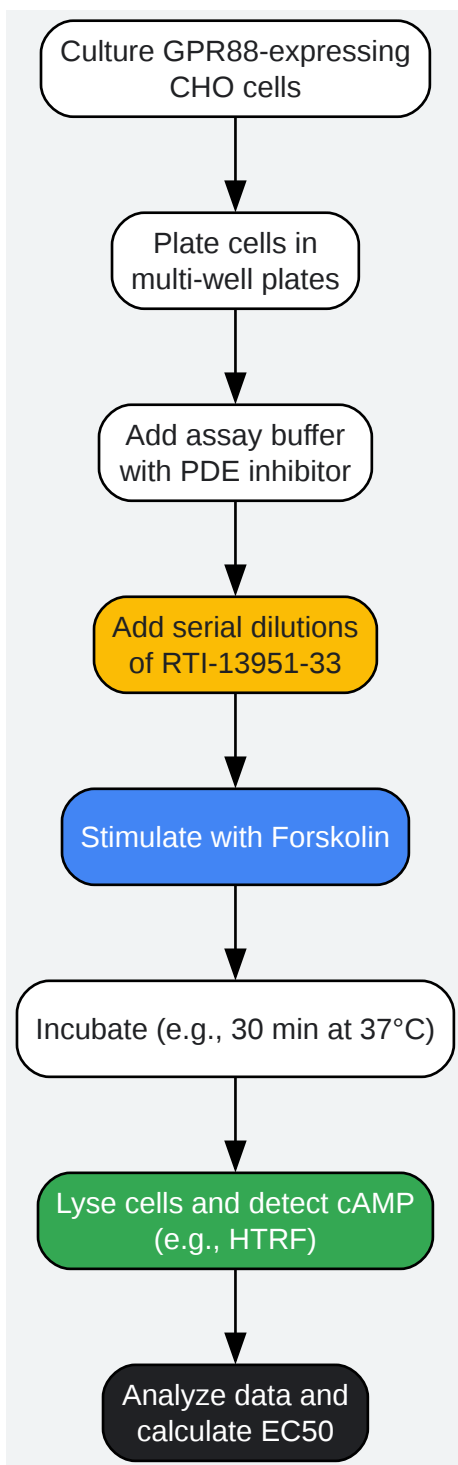 Culture GPR88-expressing
CHO cells
Plate cells in
multi-well plates
Add assay buffer
with PDE inhibitor
Add serial dilutions
of RTI-13951-33
Stimulate with Forskolin
Incubate (e.g., 30 min at 37°C)
Lyse cells and detect cAMP
(e.g., HTRF)
Analyze data and
calculate EC50